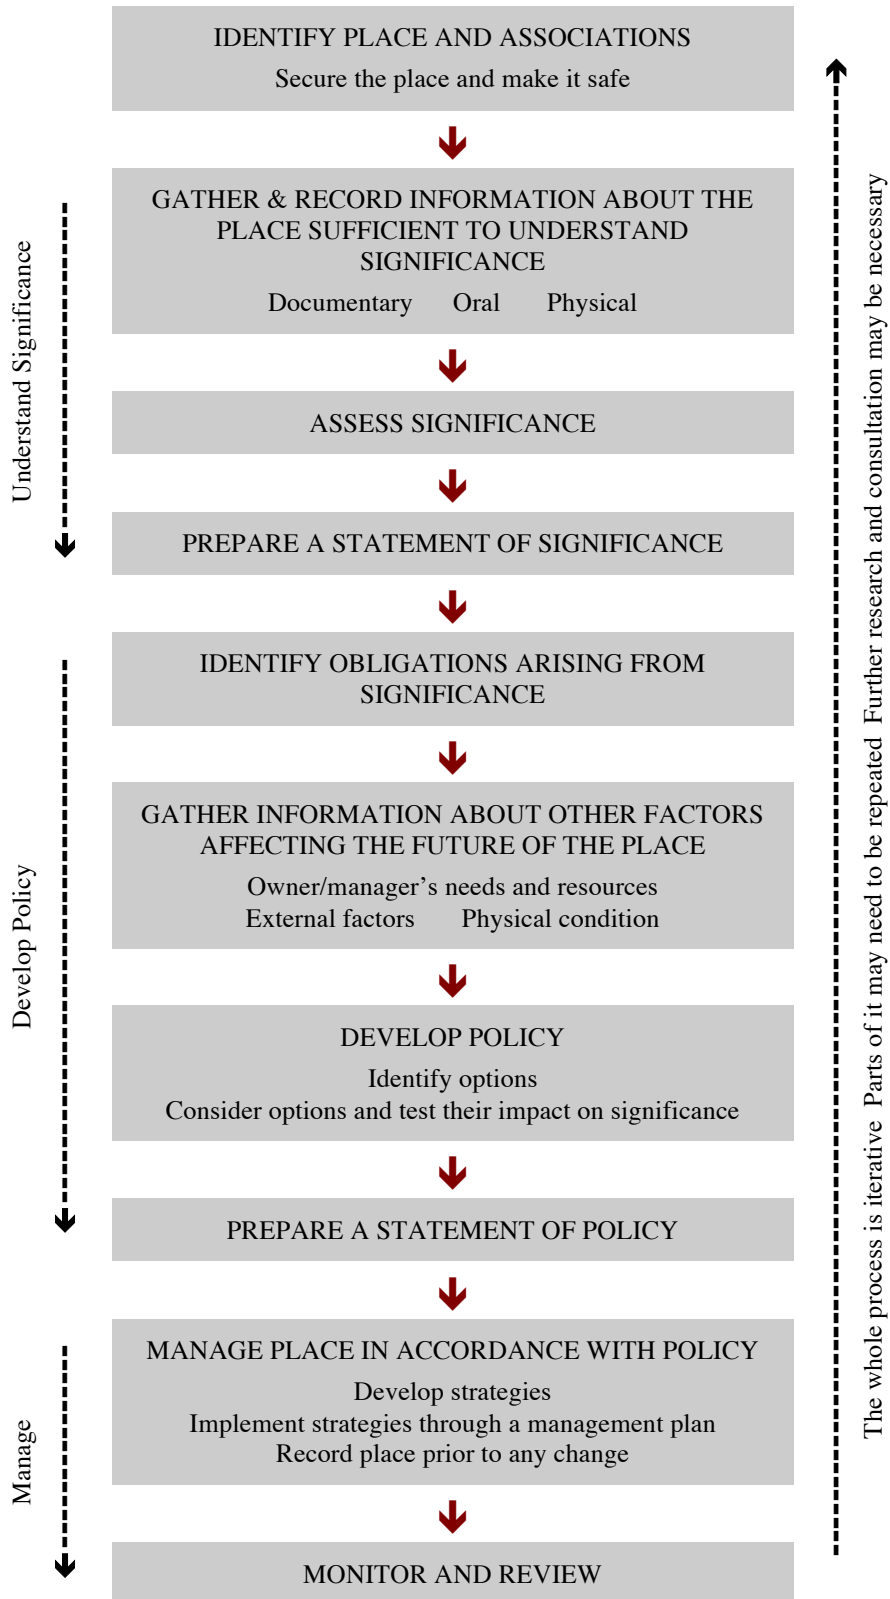 IDENTIFY PLACE AND ASSOCIATIONS
Secure the place and make it safe
GATHER & RECORD INFORMATION ABOUT THE
PLACE SUFFICIENT TO UNDERSTAND
SIGNIFICANCE
Documentary Oral Physical
ASSESS SIGNIFICANCE
PREPARE A STATEMENT OF SIGNIFICANCE
Understand Significance
IDENTIFY OBLIGATIONS ARISING FROM
SIGNIFICANCE
GATHER INFORMATION ABOUT OTHER FACTORS
AFFECTING THE FUTURE OF THE PLACE
Owner/manager’s needs and resources
External factors Physical condition
DEVELOP POLICY
Identify options
Consider options and test their impact on significance
PREPARE A STATEMENT OF POLICY
Develop Policy
MANAGE PLACE IN ACCORDANCE WITH POLICY
Develop strategies
Implement strategies through a management plan
Record place prior to any change
MONITOR AND REVIEW
Manage
The whole process is iterative Parts of it may need to be repeated Further research and consultation may be necessary